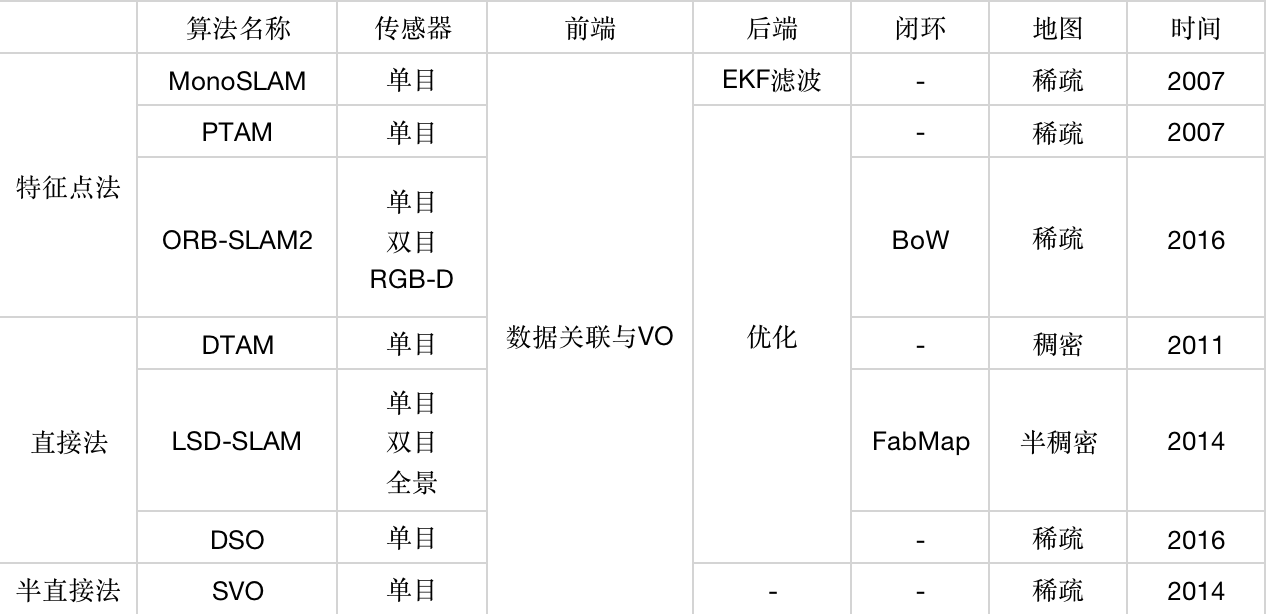 算法名称 传感器 前端 后端 闭环 地图 时间
MonoSLAM 单目 EKF滤波 - 稀疏 2007
PTAM 单目 - 稀疏 2007
特征点法
单目
双目
RGB-D
ORB-SLAM2 BoW 稀疏 2016
数据关联与VO 优化
DTAM 单目 - 稠密 2011
直接法
单目
双目
全景
LSD-SLAM FabMap 半稠密 2014
DSO 单目 - 稀疏 2016
半直接法 SVO 单目 - - 稀疏 2014